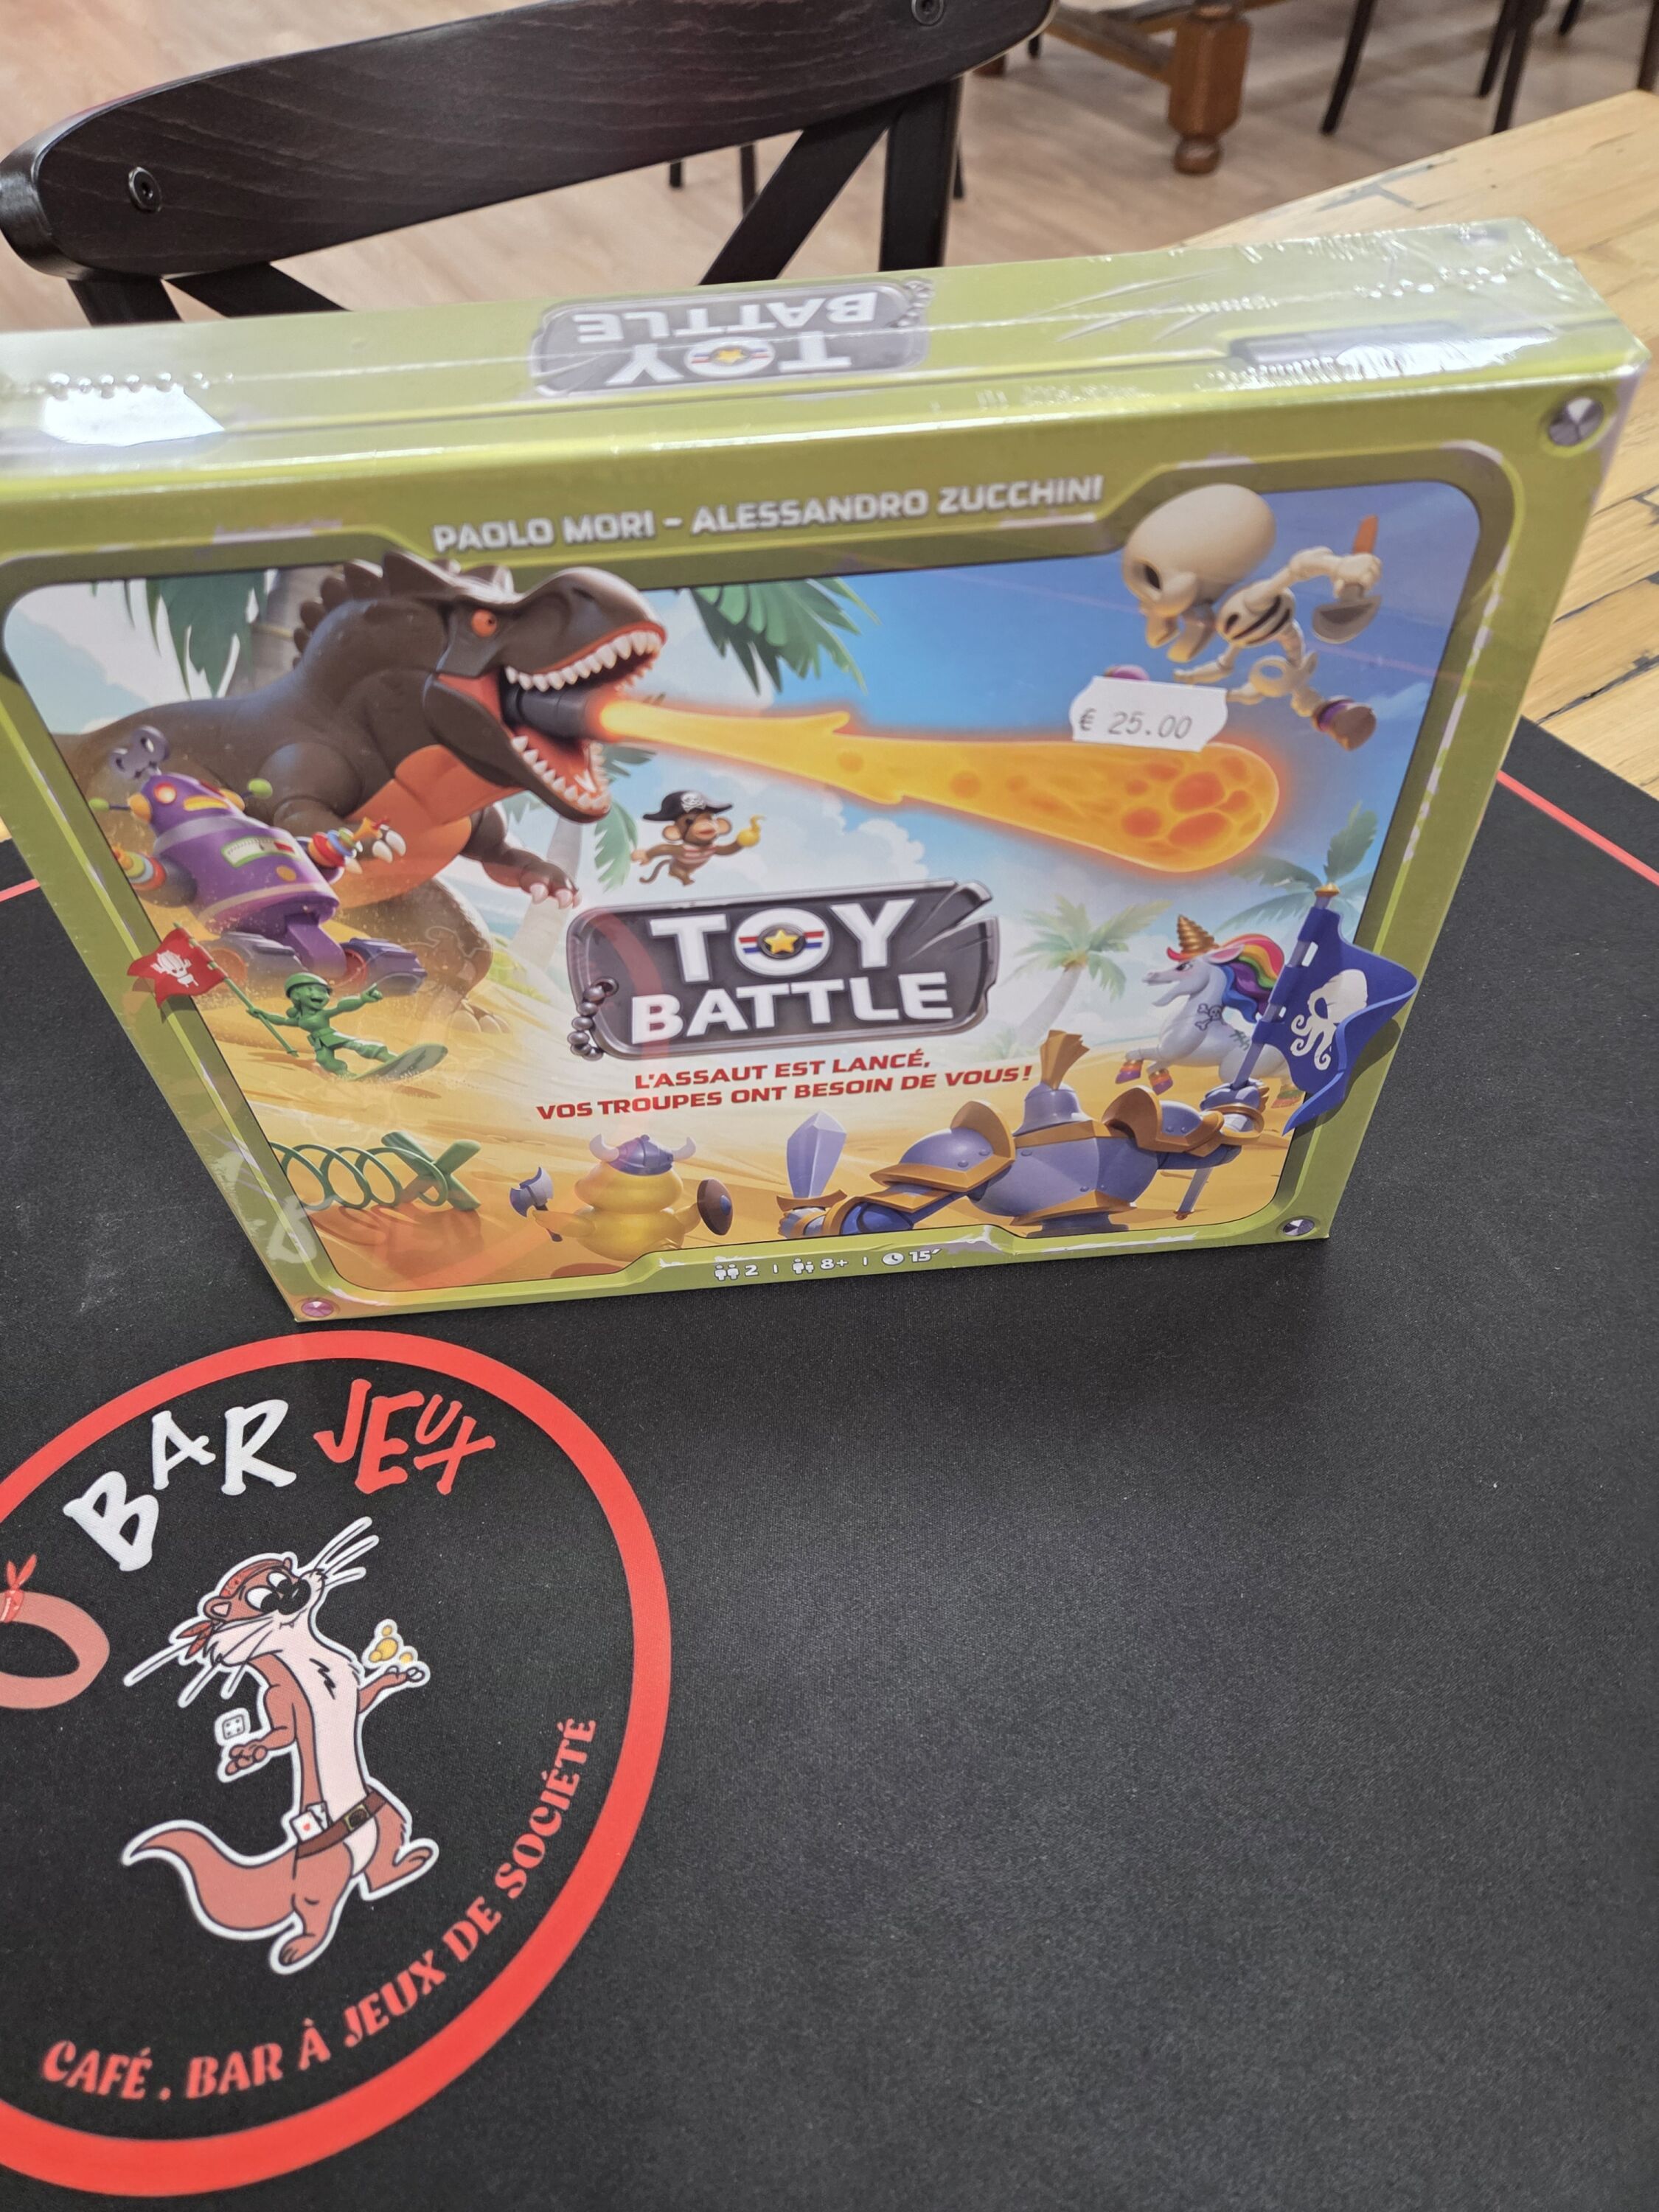 TOY
BATTLE
PAOLO MORI - ALESSANDRO ZUCCHINI
€ 25.00
TOY
BATTLE
L'ASSAUT EST LANCÉ,
VOS TROUPES ONT BESOIN DE VOUS !
2 | 8+ | 15'
Ô BAR JEUX
CAFÉ . BAR À JEUX DE SOCIÉTÉ